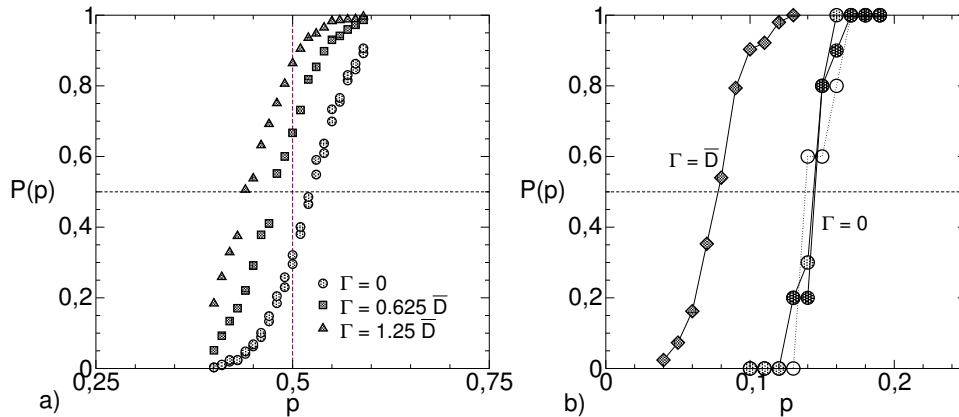 1
0,8
0,6
P(p)
0,4
0,2
0
0,25
0,5
0,75
a)
p
Γ = 0
Γ = 0.625 D̅
Γ = 1.25 D̅
1
0,8
0,6
P(p)
0,4
0,2
0
0
0,1
0,2
b)
p
Γ = D̅
Γ = 0